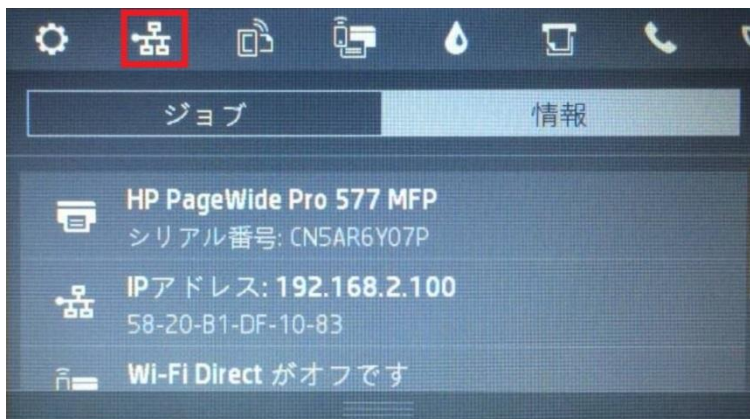 ジョブ 情報
HP PageWide Pro 577 MFP
シリアル番号: CN5AR6Y07P
IPアドレス: 192.168.2.100
58-20-B1-DF-10-83
Wi-Fi Direct がオフです